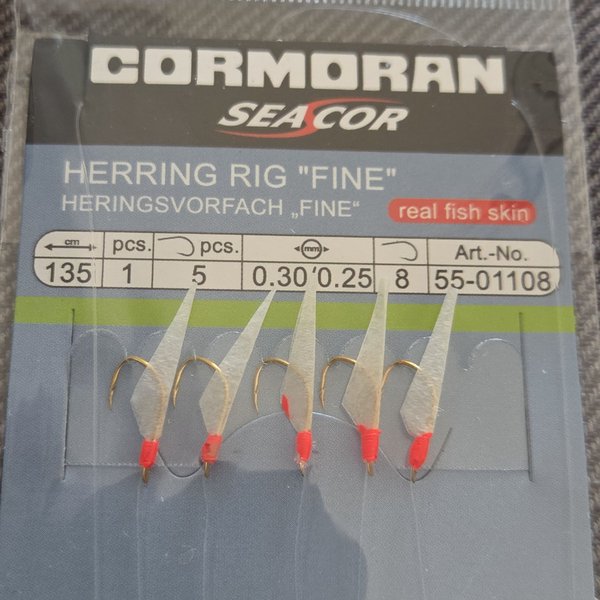 CORMORAN
SEACOR
HERRING RIG "FINE"
HERINGSVORFACH „FINE“
real fish skin
cm pcs. pcs. mm Art.-No.
135 1 5 0.30/0.25 8 55-01108